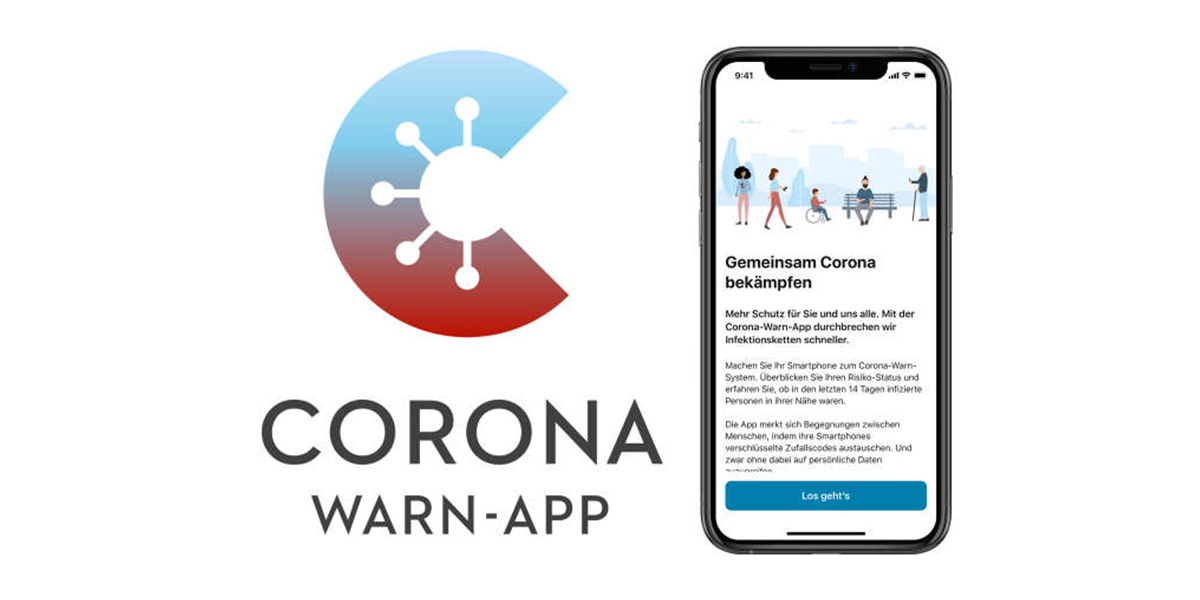 CORONA
WARN-APP
9:41
Gemeinsam Corona
bekämpfen
Mehr Schutz für Sie und uns alle. Mit der
Corona-Warn-App durchbrechen wir
Infektionsketten schneller.
Machen Sie Ihr Smartphone zum Corona-Warn-
System. Überblicken Sie Ihren Risiko-Status und
erfahren Sie, ob in den letzten 14 Tagen infizierte
Personen in Ihrer Nähe waren.
Die App merkt sich Begegnungen zwischen
Menschen, indem ihre Smartphones
verschlüsselte Zufallscodes austauschen. Und
zwar ohne dabei auf persönliche Daten
Los geht's